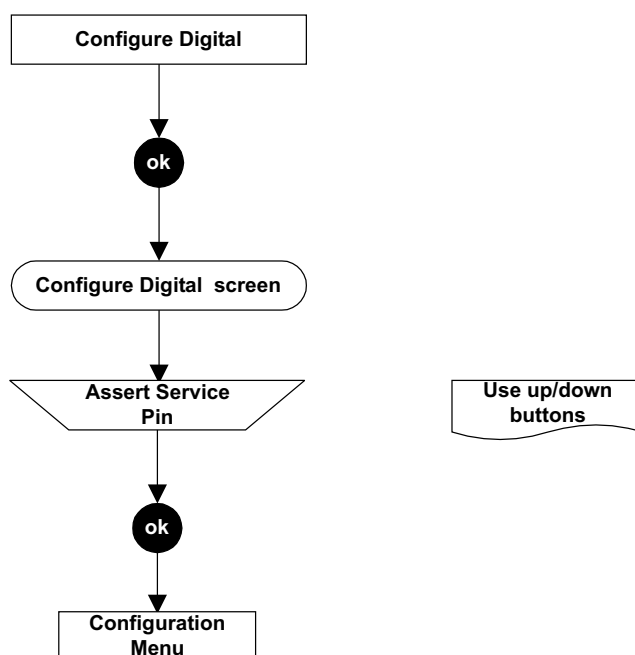 Configure Digital
ok
Configure Digital screen
Assert Service
Pin
Use up/down
buttons
ok
Configuration
Menu